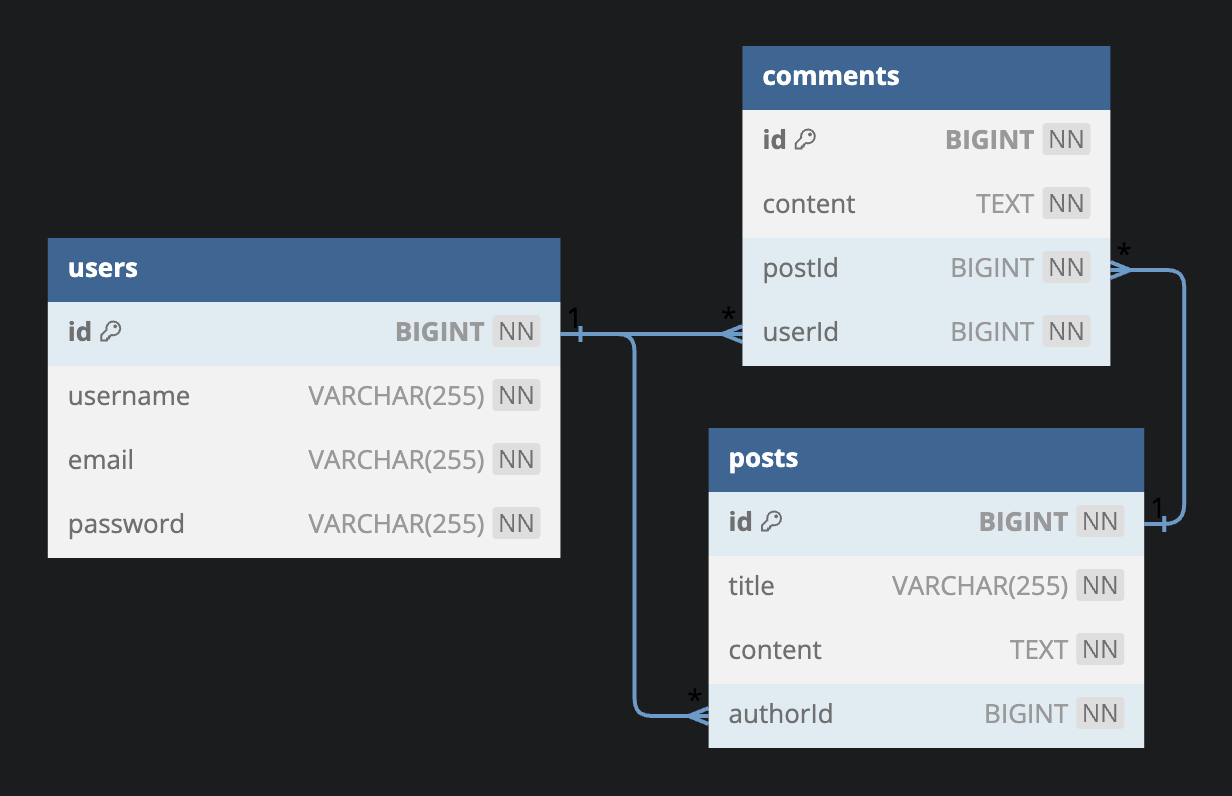 users
id BIGINT NN
username VARCHAR(255) NN
email VARCHAR(255) NN
password VARCHAR(255) NN
1
*
*
comments
id BIGINT NN
content TEXT NN
postId BIGINT NN
userId BIGINT NN
*
posts
id BIGINT NN
title VARCHAR(255) NN
content TEXT NN
authorId BIGINT NN
1